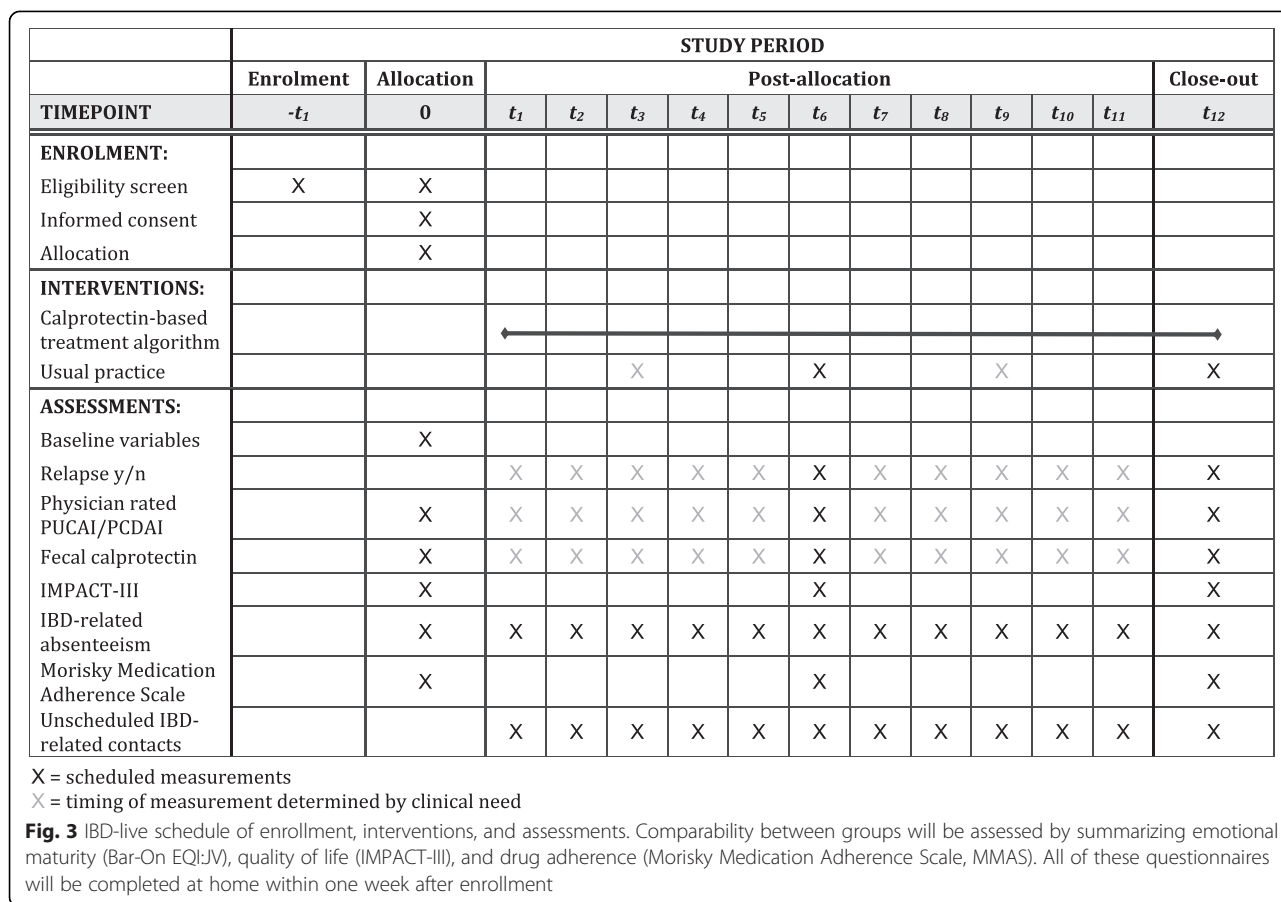 STUDY PERIOD
Enrolment Allocation Post-allocation Close-out
TIMEPOINT -t1 0 t1 t2 t3 t4 t5 t6 t7 t8 t9 t10 t11 t12
ENROLMENT:
Eligibility screen X X
Informed consent X
Allocation X
INTERVENTIONS:
Calprotectin-based
treatment algorithm
Usual practice X X X X
ASSESSMENTS:
Baseline variables X
Relapse y/n X X X X X X X X X X X X
Physician rated
PUCAI/PCDAI X X X X X X X X X X X X X
Fecal calprotectin X X X X X X X X X X X X X
IMPACT-III X X X
IBD-related
absenteeism X X X X X X X X X X X X X
Morisky Medication
Adherence Scale X X X
Unscheduled IBD-
related contacts X X X X X X X X X X X X
X = scheduled measurements
X = timing of measurement determined by clinical need
Fig. 3 IBD-live schedule of enrollment, interventions, and assessments. Comparability between groups will be assessed by summarizing emotional
maturity (Bar-On EQI:JV), quality of life (IMPACT-III), and drug adherence (Morisky Medication Adherence Scale, MMAS). All of these questionnaires
will be completed at home within one week after enrollment